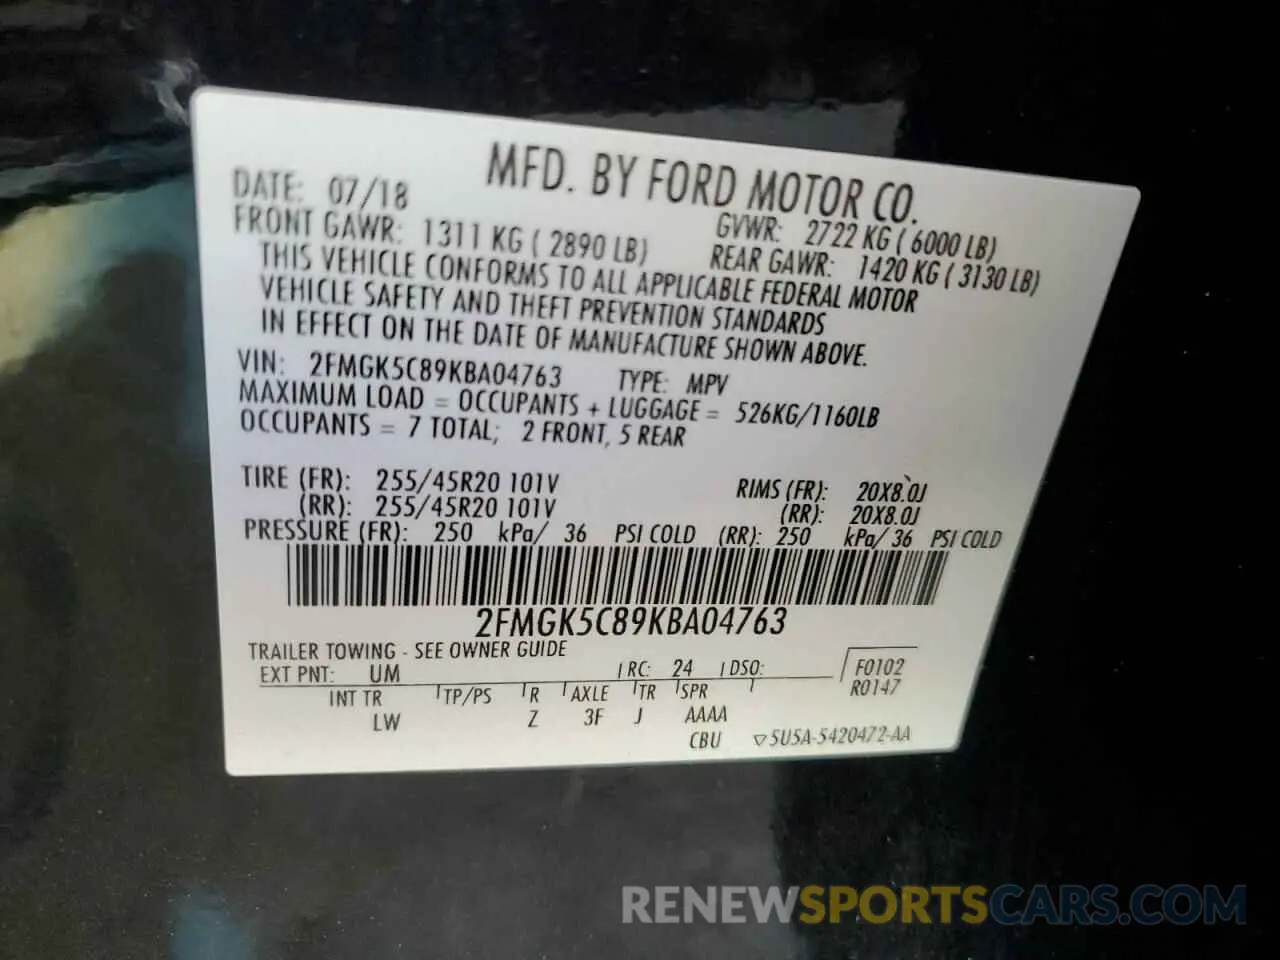 MFD. BY FORD MOTOR CO.
DATE: 07/18 GVWR: 2722 KG ( 6000 LB)
FRONT GAWR: 1311 KG ( 2890 LB) REAR GAWR: 1420 KG ( 3130 LB)
THIS VEHICLE CONFORMS TO ALL APPLICABLE FEDERAL MOTOR
VEHICLE SAFETY AND THEFT PREVENTION STANDARDS
IN EFFECT ON THE DATE OF MANUFACTURE SHOWN ABOVE.
VIN: 2FMGK5C89KBA04763 TYPE: MPV
MAXIMUM LOAD = OCCUPANTS + LUGGAGE = 526KG/1160LB
OCCUPANTS = 7 TOTAL; 2 FRONT, 5 REAR
TIRE (FR): 255/45R20 101V RIMS (FR): 20X8.0J
(RR): 255/45R20 101V (RR): 20X8.0J
PRESSURE (FR): 250 kPa/ 36 PSI COLD (RR): 250 kPa/ 36 PSI COLD
2FMGK5C89KBA04763
TRAILER TOWING - SEE OWNER GUIDE
EXT PNT: UM RC: 24 DSO: F0102
INT TR TP/PS R AXLE TR SPR R0147
LW Z 3F J AAAA
CBU ▽5U5A-5420472-AA
RENEWSPORTSCARS.COM